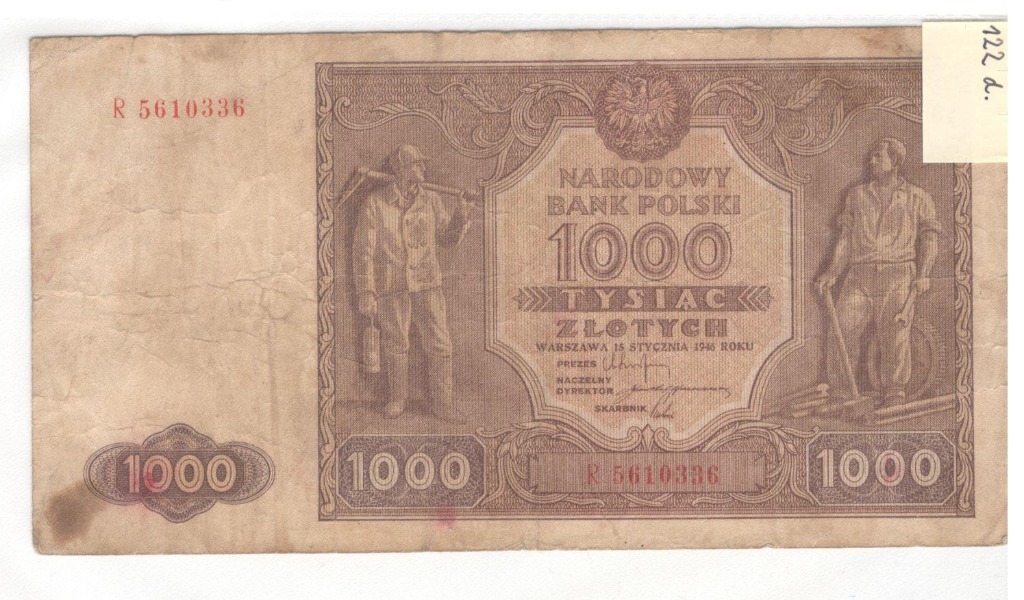 122 d.
R 5610336
NARODOWY
BANK POLSKI
1000
TYSIĄC
ZŁOTYCH
WARSZAWA 15 STYCZNIA 1946 ROKU
PREZES
NACZELNY
DYREKTOR
SKARBNIK
1000
1000
R 5610336
1000